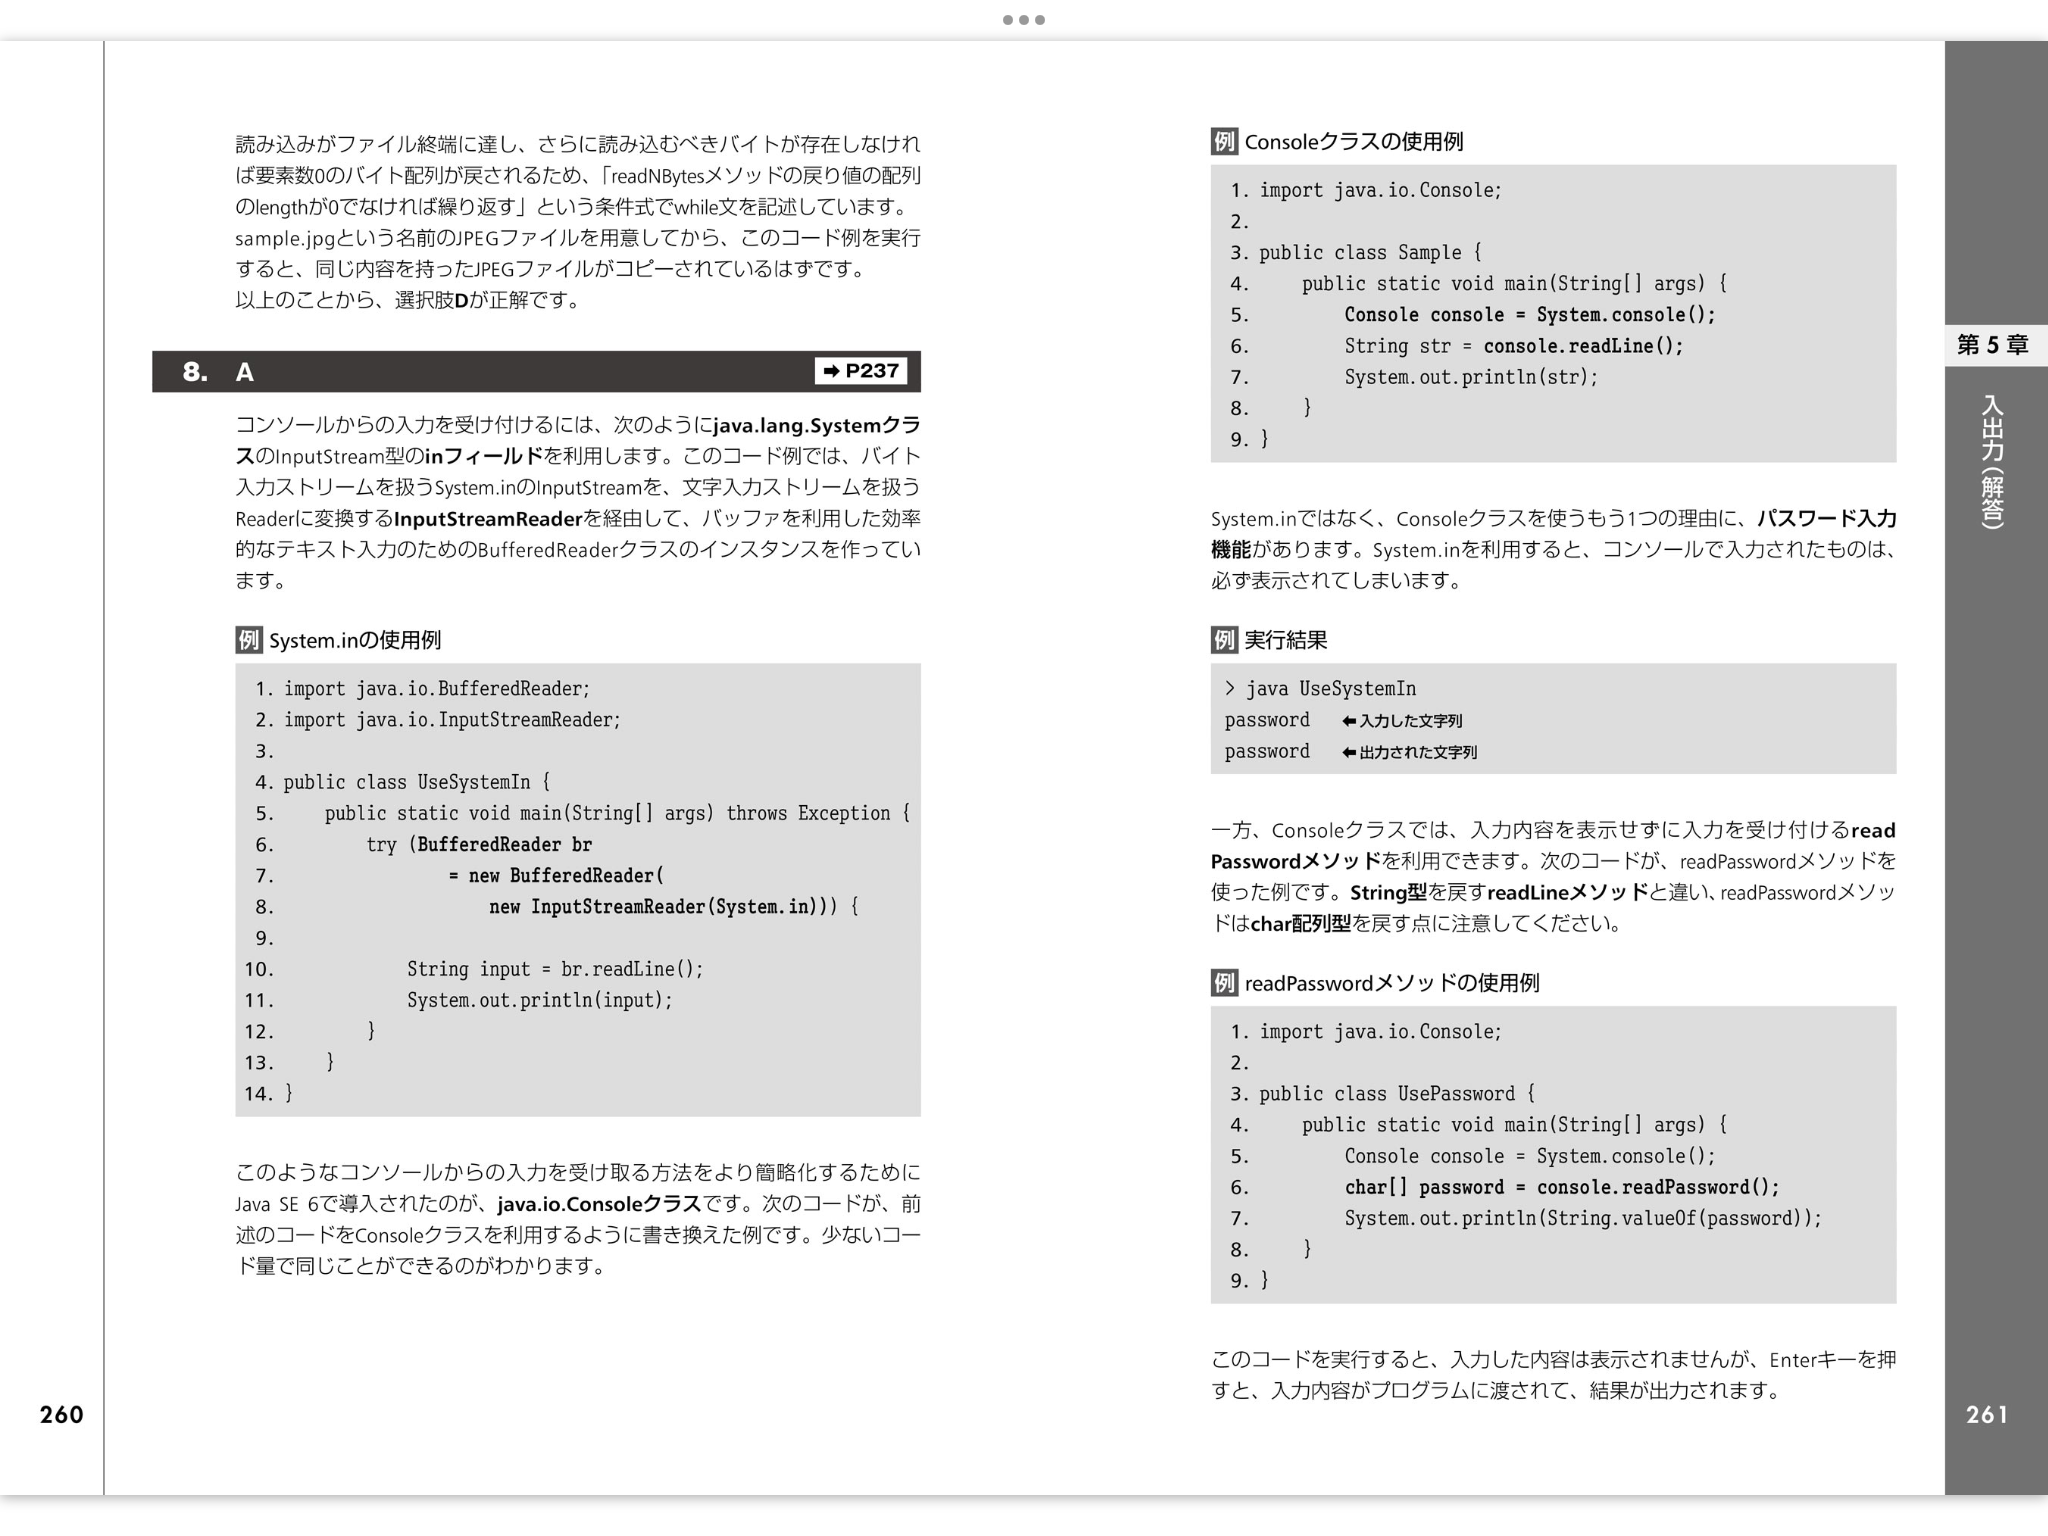 読み込みがファイル終端に達し、さらに読み込むべきバイトが存在しなけれ
ば要素数0のバイト配列が戻されるため、「readNBytesメソッドの戻り値の配列
のlengthが0でなければ繰り返す」という条件式でwhile文を記述しています。
sample.jpgという名前のJPEGファイルを用意してから、このコード例を実行
すると、同じ内容を持ったJPEGファイルがコピーされているはずです。
以上のことから、選択肢Dが正解です。
8. A ➡ P237
コンソールからの入力を受け付けるには、次のようにjava.lang.Systemクラ
スのInputStream型のinフィールドを利用します。このコード例では、バイト
入力ストリームを扱うSystem.inのInputStreamを、文字入力ストリームを扱う
Readerに変換するInputStreamReaderを経由して、バッファを利用した効率
的なテキスト入力のためのBufferedReaderクラスのインスタンスを作ってい
ます。
例 System.inの使用例
1. import java.io.BufferedReader;
2. import java.io.InputStreamReader;
3.
4. public class UseSystemIn {
5.     public static void main(String[] args) throws Exception {
6.         try (BufferedReader br
7.                 = new BufferedReader(
8.                     new InputStreamReader(System.in))) {
9.
10.             String input = br.readLine();
11.             System.out.println(input);
12.         }
13.     }
14. }
このようなコンソールからの入力を受け取る方法をより簡略化するために
Java SE 6で導入されたのが、java.io.Consoleクラスです。次のコードが、前
述のコードをConsoleクラスを利用するように書き換えた例です。少ないコー
ド量で同じことができるのがわかります。
260
例 Consoleクラスの使用例
1. import java.io.Console;
2.
3. public class Sample {
4.     public static void main(String[] args) {
5.         Console console = System.console();
6.         String str = console.readLine();
7.         System.out.println(str);
8.     }
9. }
System.inではなく、Consoleクラスを使うもう1つの理由に、パスワード入力
機能があります。System.inを利用すると、コンソールで入力されたものは、
必ず表示されてしまいます。
例 実行結果
> java UseSystemIn
password ⬅入力した文字列
password ⬅出力された文字列
一方、Consoleクラスでは、入力内容を表示せずに入力を受け付けるread
Passwordメソッドを利用できます。次のコードが、readPasswordメソッドを
使った例です。String型を戻すreadLineメソッドと違い、readPasswordメソッ
ドはchar配列型を戻す点に注意してください。
例 readPasswordメソッドの使用例
1. import java.io.Console;
2.
3. public class UsePassword {
4.     public static void main(String[] args) {
5.         Console console = System.console();
6.         char[] password = console.readPassword();
7.         System.out.println(String.valueOf(password));
8.     }
9. }
このコードを実行すると、入力した内容は表示されませんが、Enterキーを押
すと、入力内容がプログラムに渡されて、結果が出力されます。
第5章
入出力（解答）
261